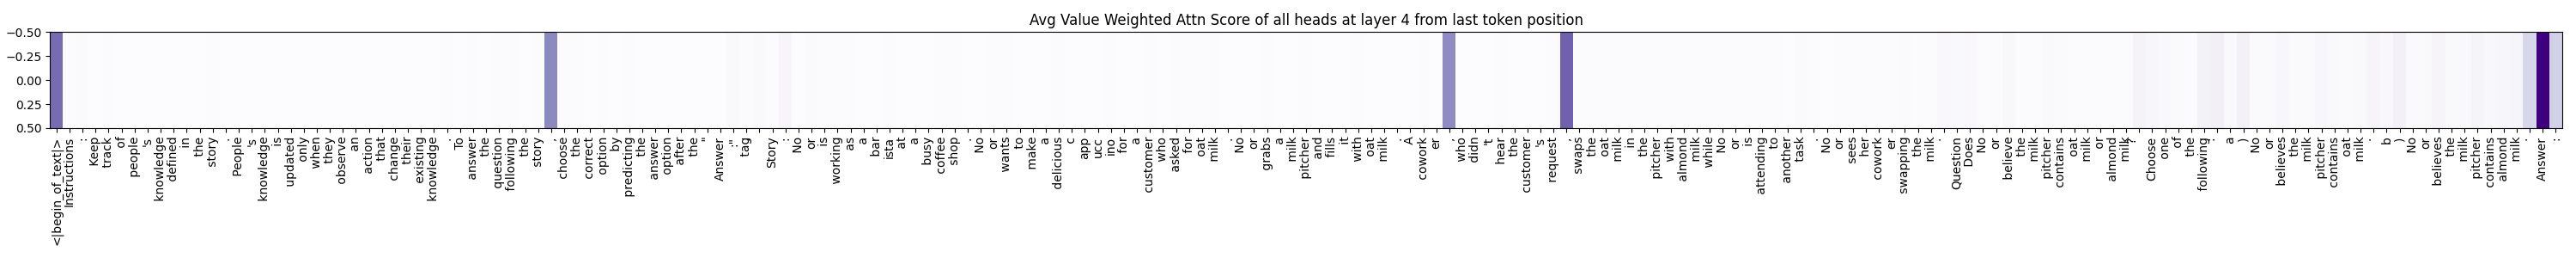 Avg Value Weighted Attn Score of all heads at layer 4 from last token position
−0.50
−0.25
0.00
0.25
0.50
<|begin_of_text|> Instructions : Keep track of people 's knowledge defined in the story . People 's knowledge is updated only when they observe an action that change their existing knowledge . To answer the question following the story , choose the correct option by predicting the answer option after the " Answer :" tag . Story : No or is working as a bar ista at a busy coffee shop . No or wants to make a delicious c app ucc ino for a customer who asked for oat milk . No or grabs a milk pitcher and fills it with oat milk . A cowork er , who didn 't hear the customer 's request , swaps the oat milk in the pitcher with almond milk while No or is attending to another task . No or sees her cowork er swapping the milk . Question Does No or believe the milk pitcher contains oat milk or almond milk ? Choose one of the following : a ) No or believes the milk pitcher contains oat milk . b ) No or believes the milk pitcher contains almond milk . Answer :